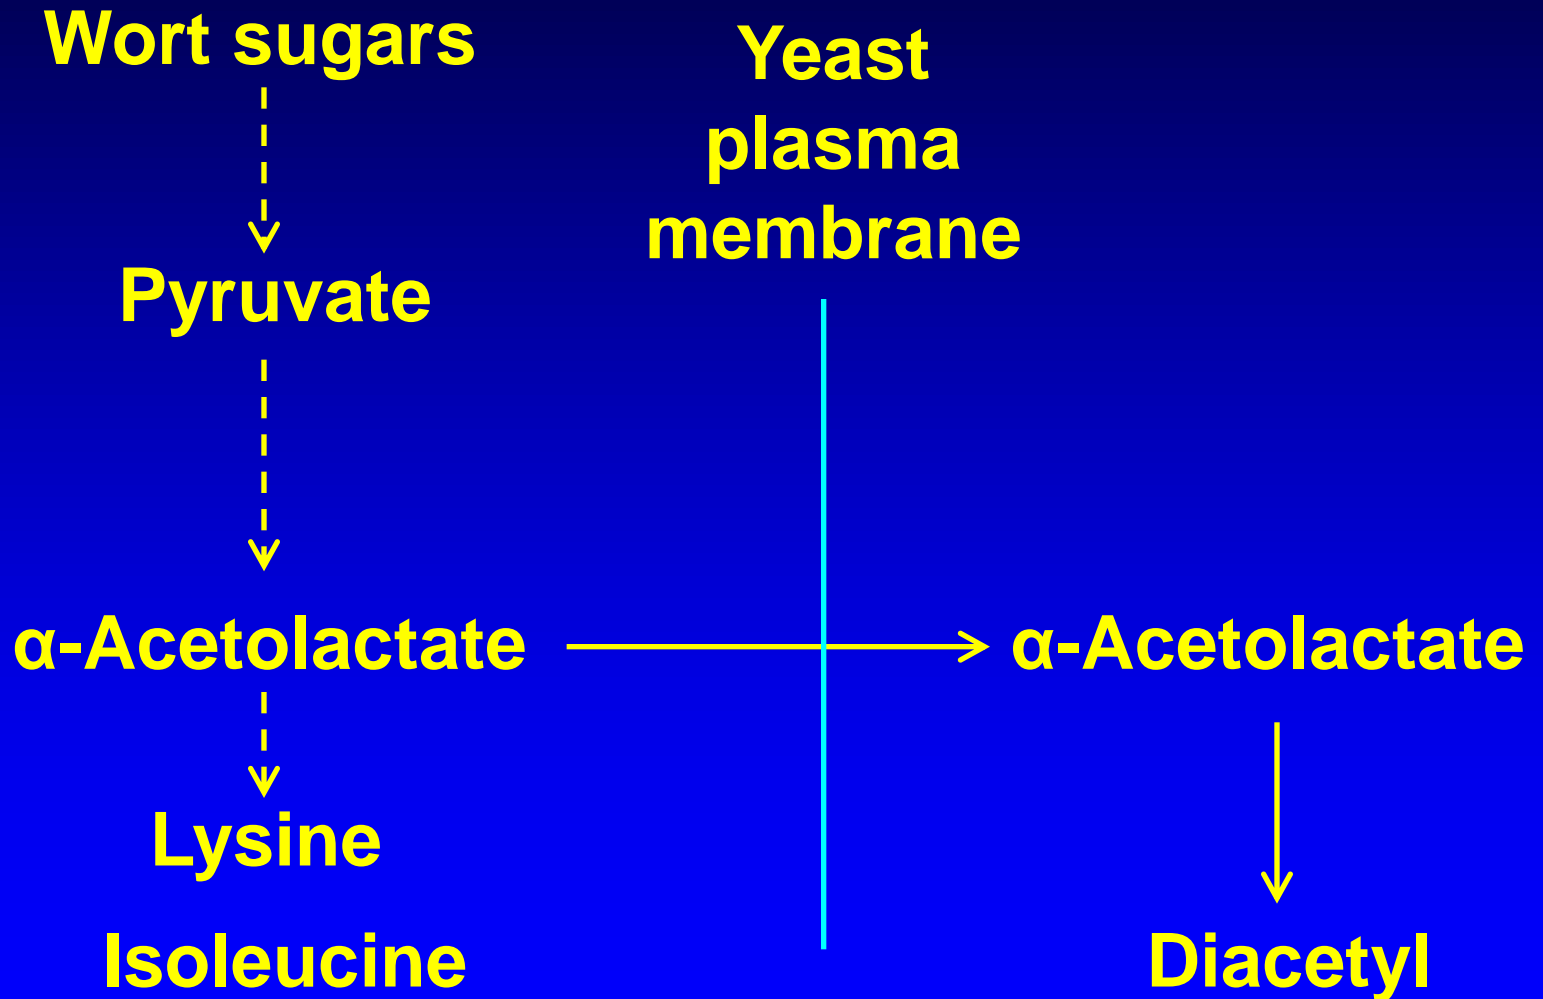 Wort sugars
Yeast
plasma
membrane
Pyruvate
α-Acetolactate
α-Acetolactate
Lysine
Isoleucine
Diacetyl